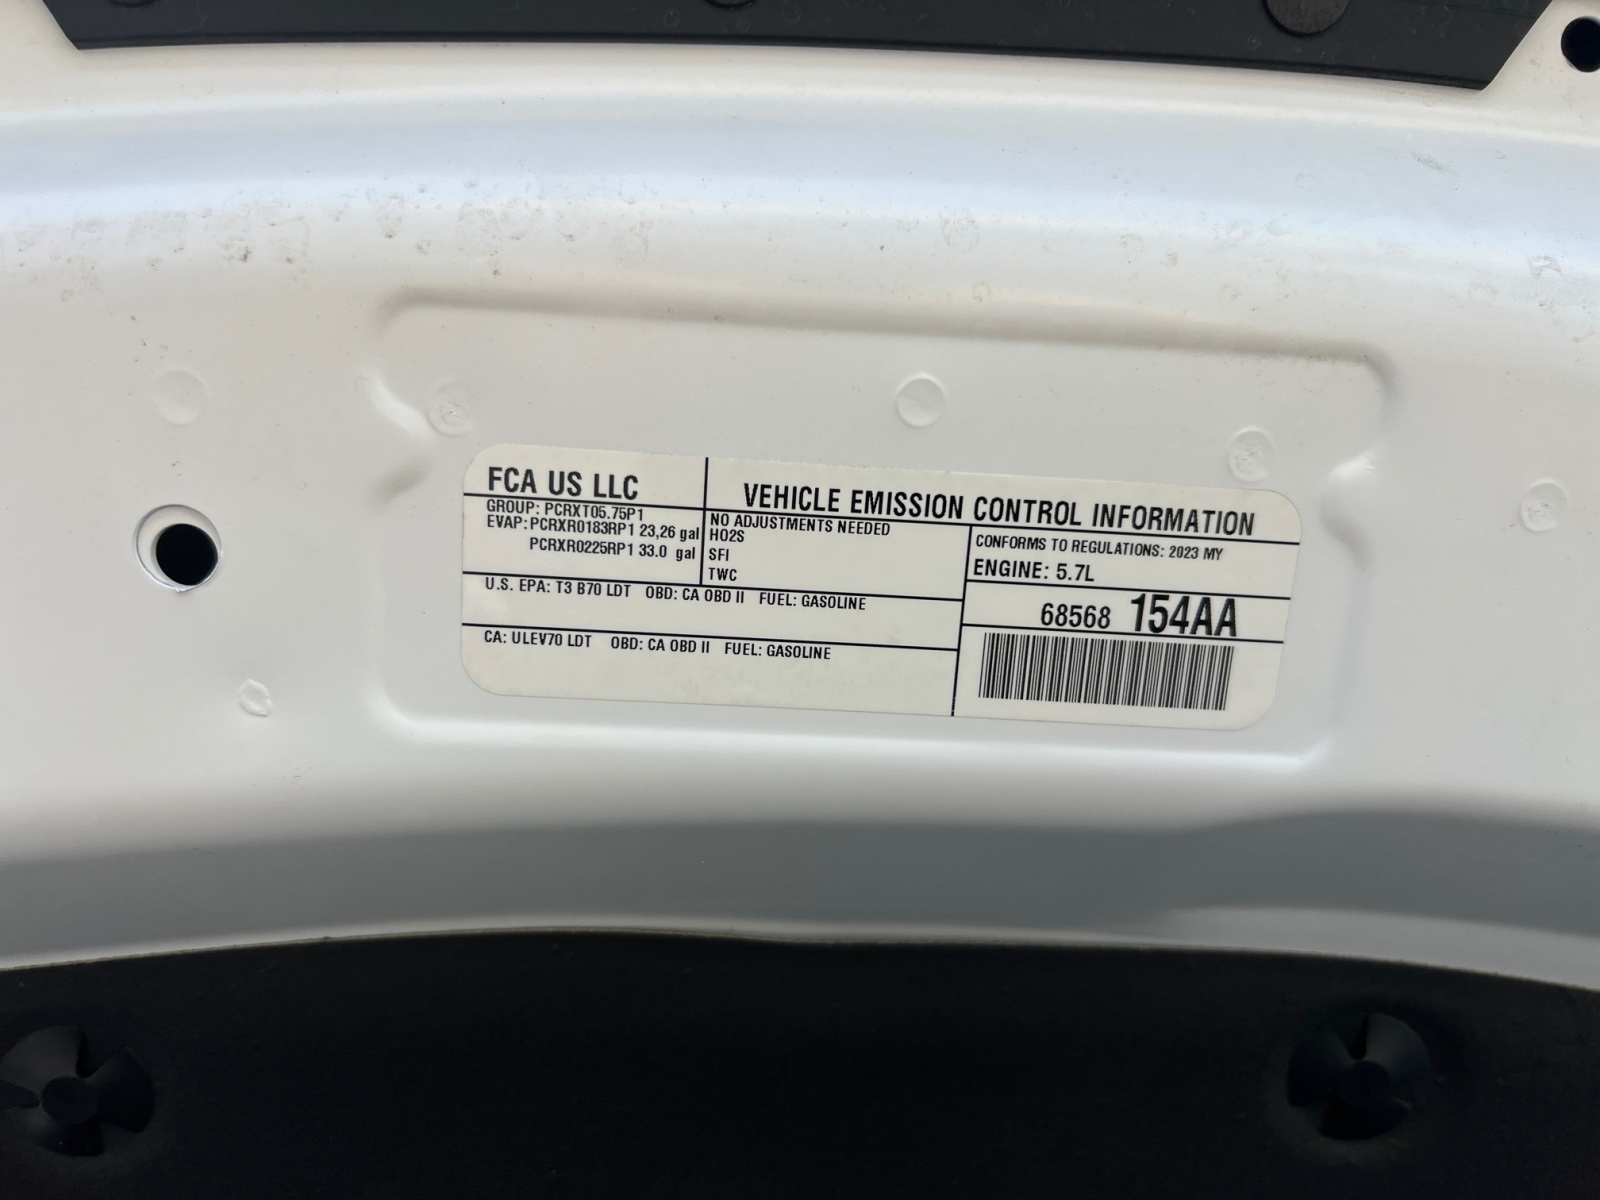 FCA US LLC
VEHICLE EMISSION CONTROL INFORMATION
GROUP: PCRXT05.75P1
EVAP: PCRXR0183RP1 23,26 gal
PCRXR0225RP1 33.0 gal
NO ADJUSTMENTS NEEDED
HO2S
SFI
TWC
CONFORMS TO REGULATIONS: 2023 MY
ENGINE: 5.7L
U.S. EPA: T3 B70 LDT OBD: CA OBD II FUEL: GASOLINE
68568 154AA
CA: ULEV70 LDT OBD: CA OBD II FUEL: GASOLINE